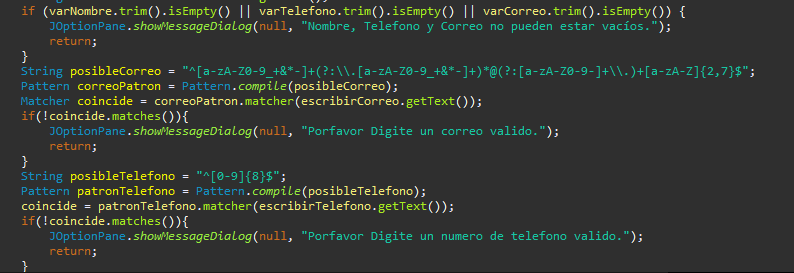 if (varNombre.trim().isEmpty() || varTelefono.trim().isEmpty() || varCorreo.trim().isEmpty()) {
JOptionPane.showMessageDialog(null, "Nombre, Telefono y Correo no pueden estar vacíos.");
return;
}
String posibleCorreo = "^[a-zA-Z0-9_+&*-]+(?:\\.[a-zA-Z0-9_+&*-]+)*@(?:[a-zA-Z0-9-]+\\.)+[a-zA-Z]{2,7}$";
Pattern correoPatron = Pattern.compile(posibleCorreo);
Matcher coincide = correoPatron.matcher(escribirCorreo.getText());
if(!coincide.matches()){
JOptionPane.showMessageDialog(null, "Porfavor Digite un correo valido.");
return;
}
String posibleTelefono = "^[0-9]{8}$";
Pattern patronTelefono = Pattern.compile(posibleTelefono);
coincide = patronTelefono.matcher(escribirTelefono.getText());
if(!coincide.matches()){
JOptionPane.showMessageDialog(null, "Porfavor Digite un numero de telefono valido.");
return;
}